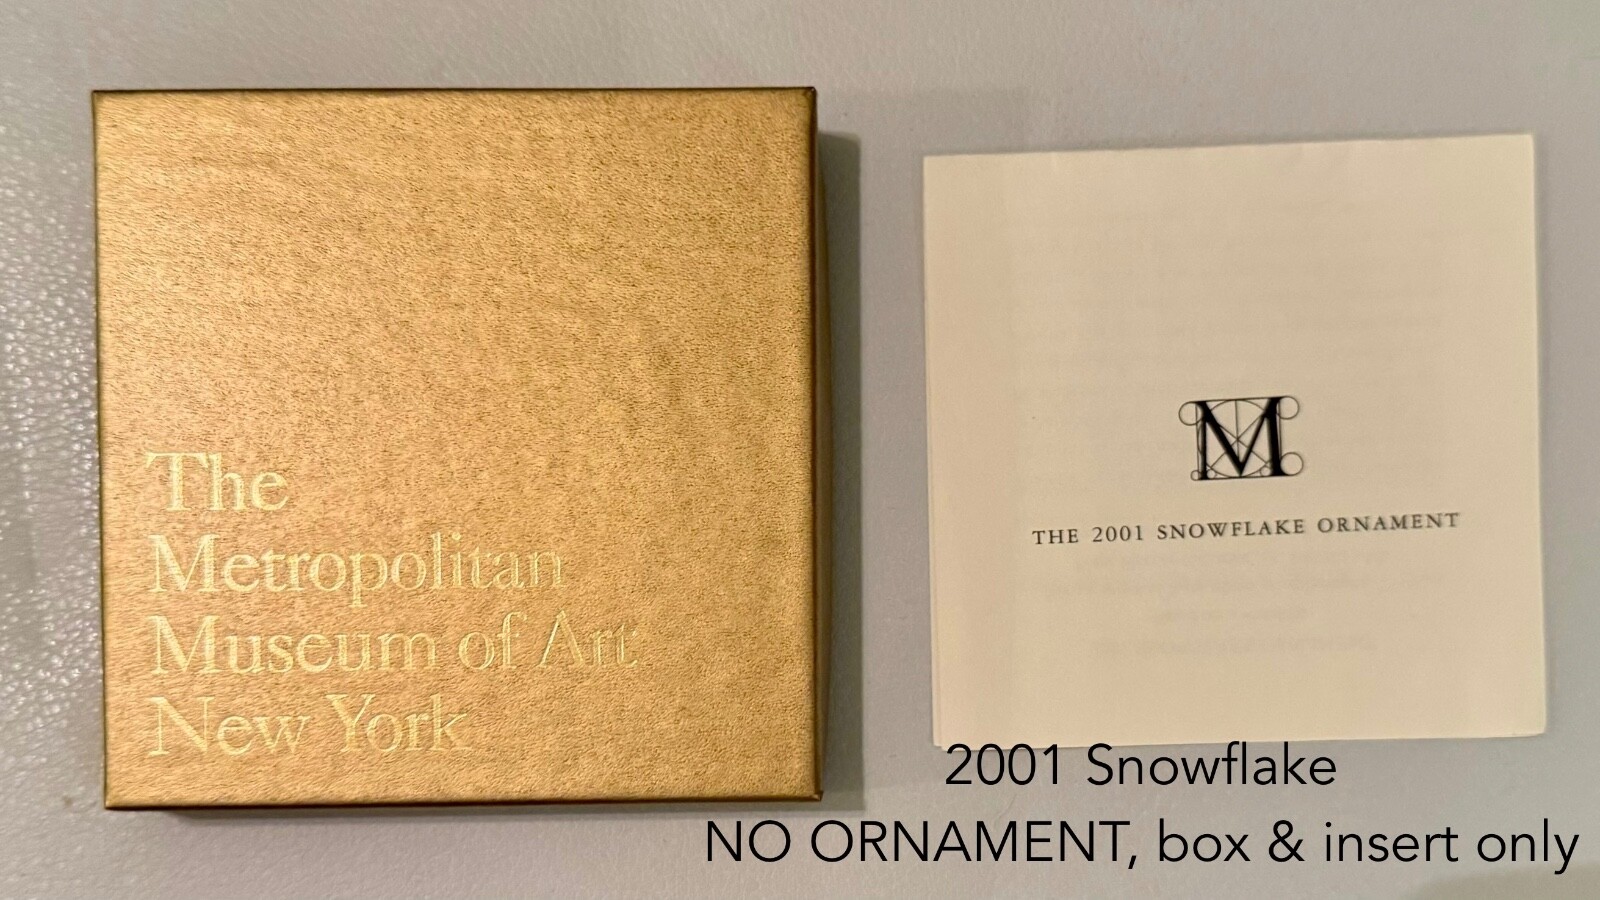 The
Metropolitan
Museum of Art
New York
M
THE 2001 SNOWFLAKE ORNAMENT
2001 Snowflake
NO ORNAMENT, box & insert only